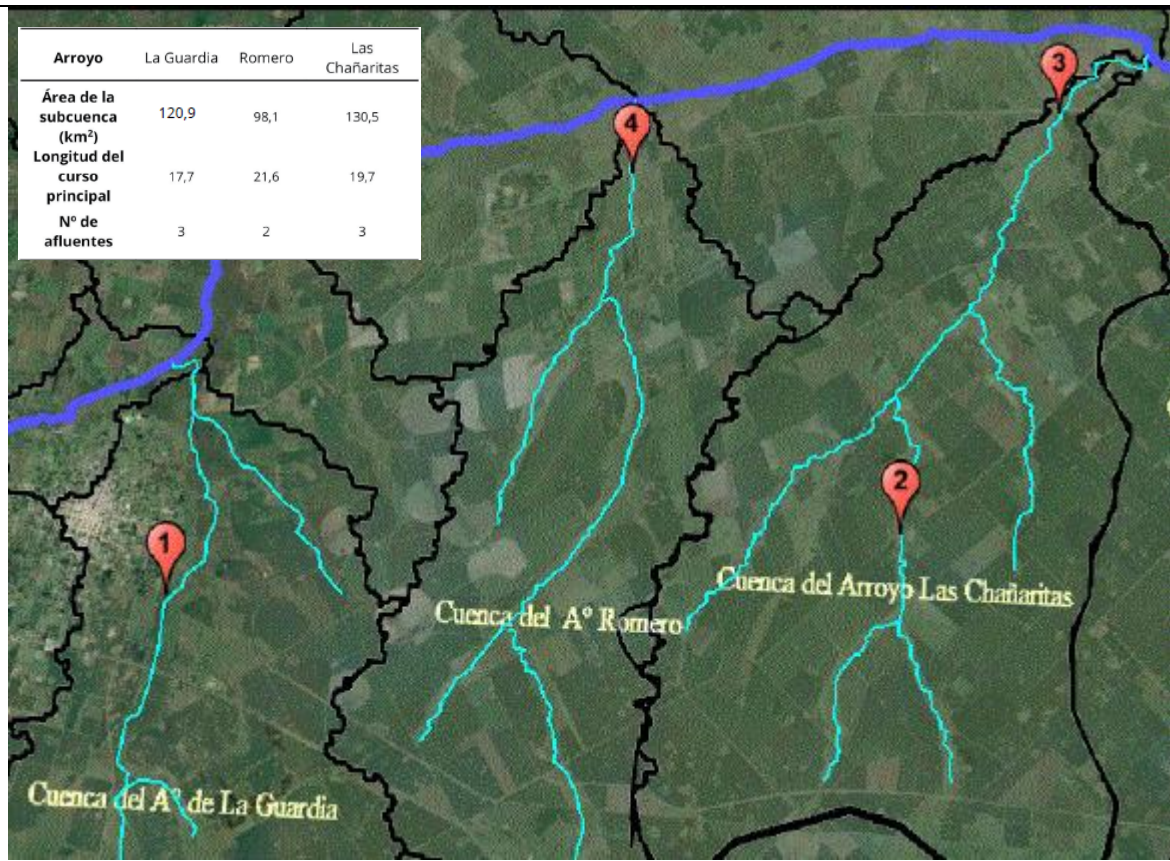 Arroyo La Guardia Romero Las Chañaritas
Área de la subcuenca (km²) 120,9 98,1 130,5
Longitud del curso principal 17,7 21,6 19,7
Nº de afluentes 3 2 3
3
4
2
1
Cuenca del Arroyo Las Chañaritas
Cuenca del Aº Romero
Cuenca del Aº de La Guardia